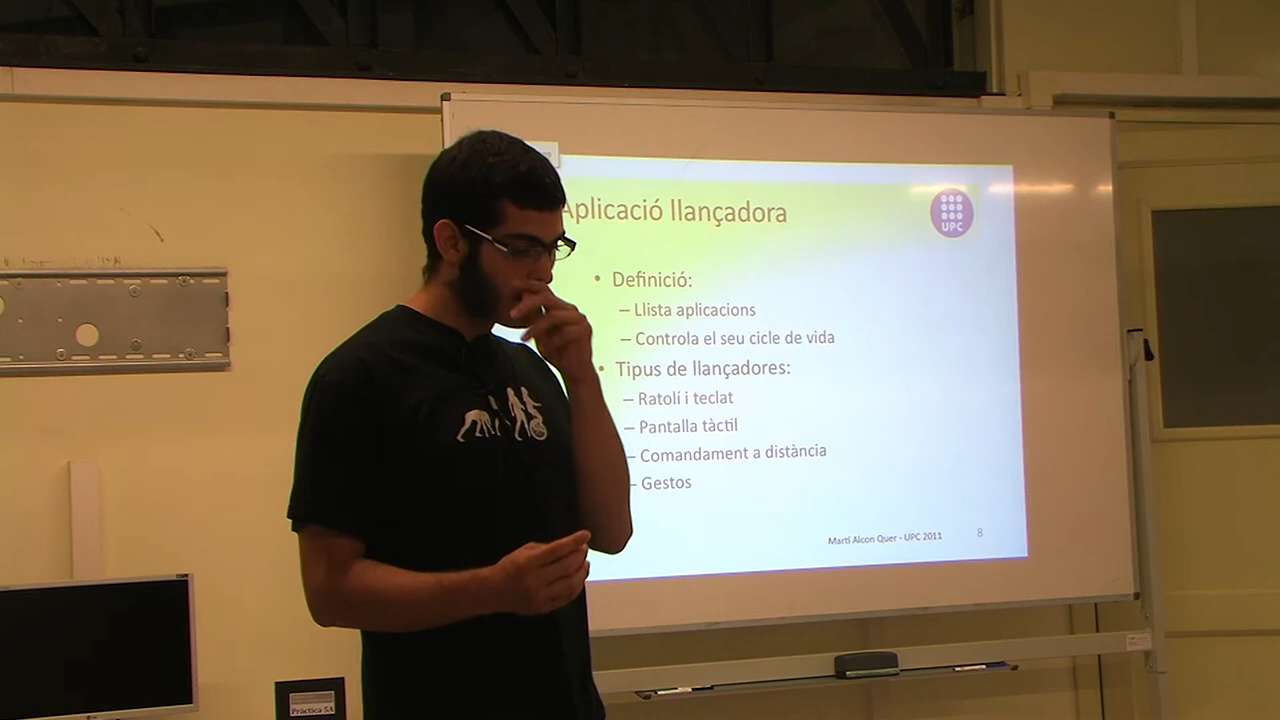 Aplicació llançadora
UPC
• Definició:
– Llista aplicacions
– Controla el seu cicle de vida
• Tipus de llançadores:
– Ratolí i teclat
– Pantalla tàctil
– Comandament a distància
– Gestos
Martí Alcon Quer - UPC 2011
8
Pràctica 5A